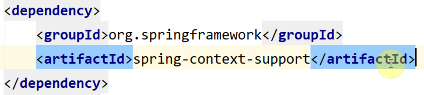 <dependency>
<groupId>org.springframework</groupId>
<artifactId>spring-context-support</artifactId>
</dependency>